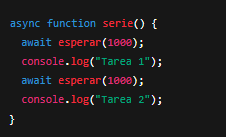 async function serie() {
  await esperar(1000);
  console.log("Tarea 1");
  await esperar(1000);
  console.log("Tarea 2");
}